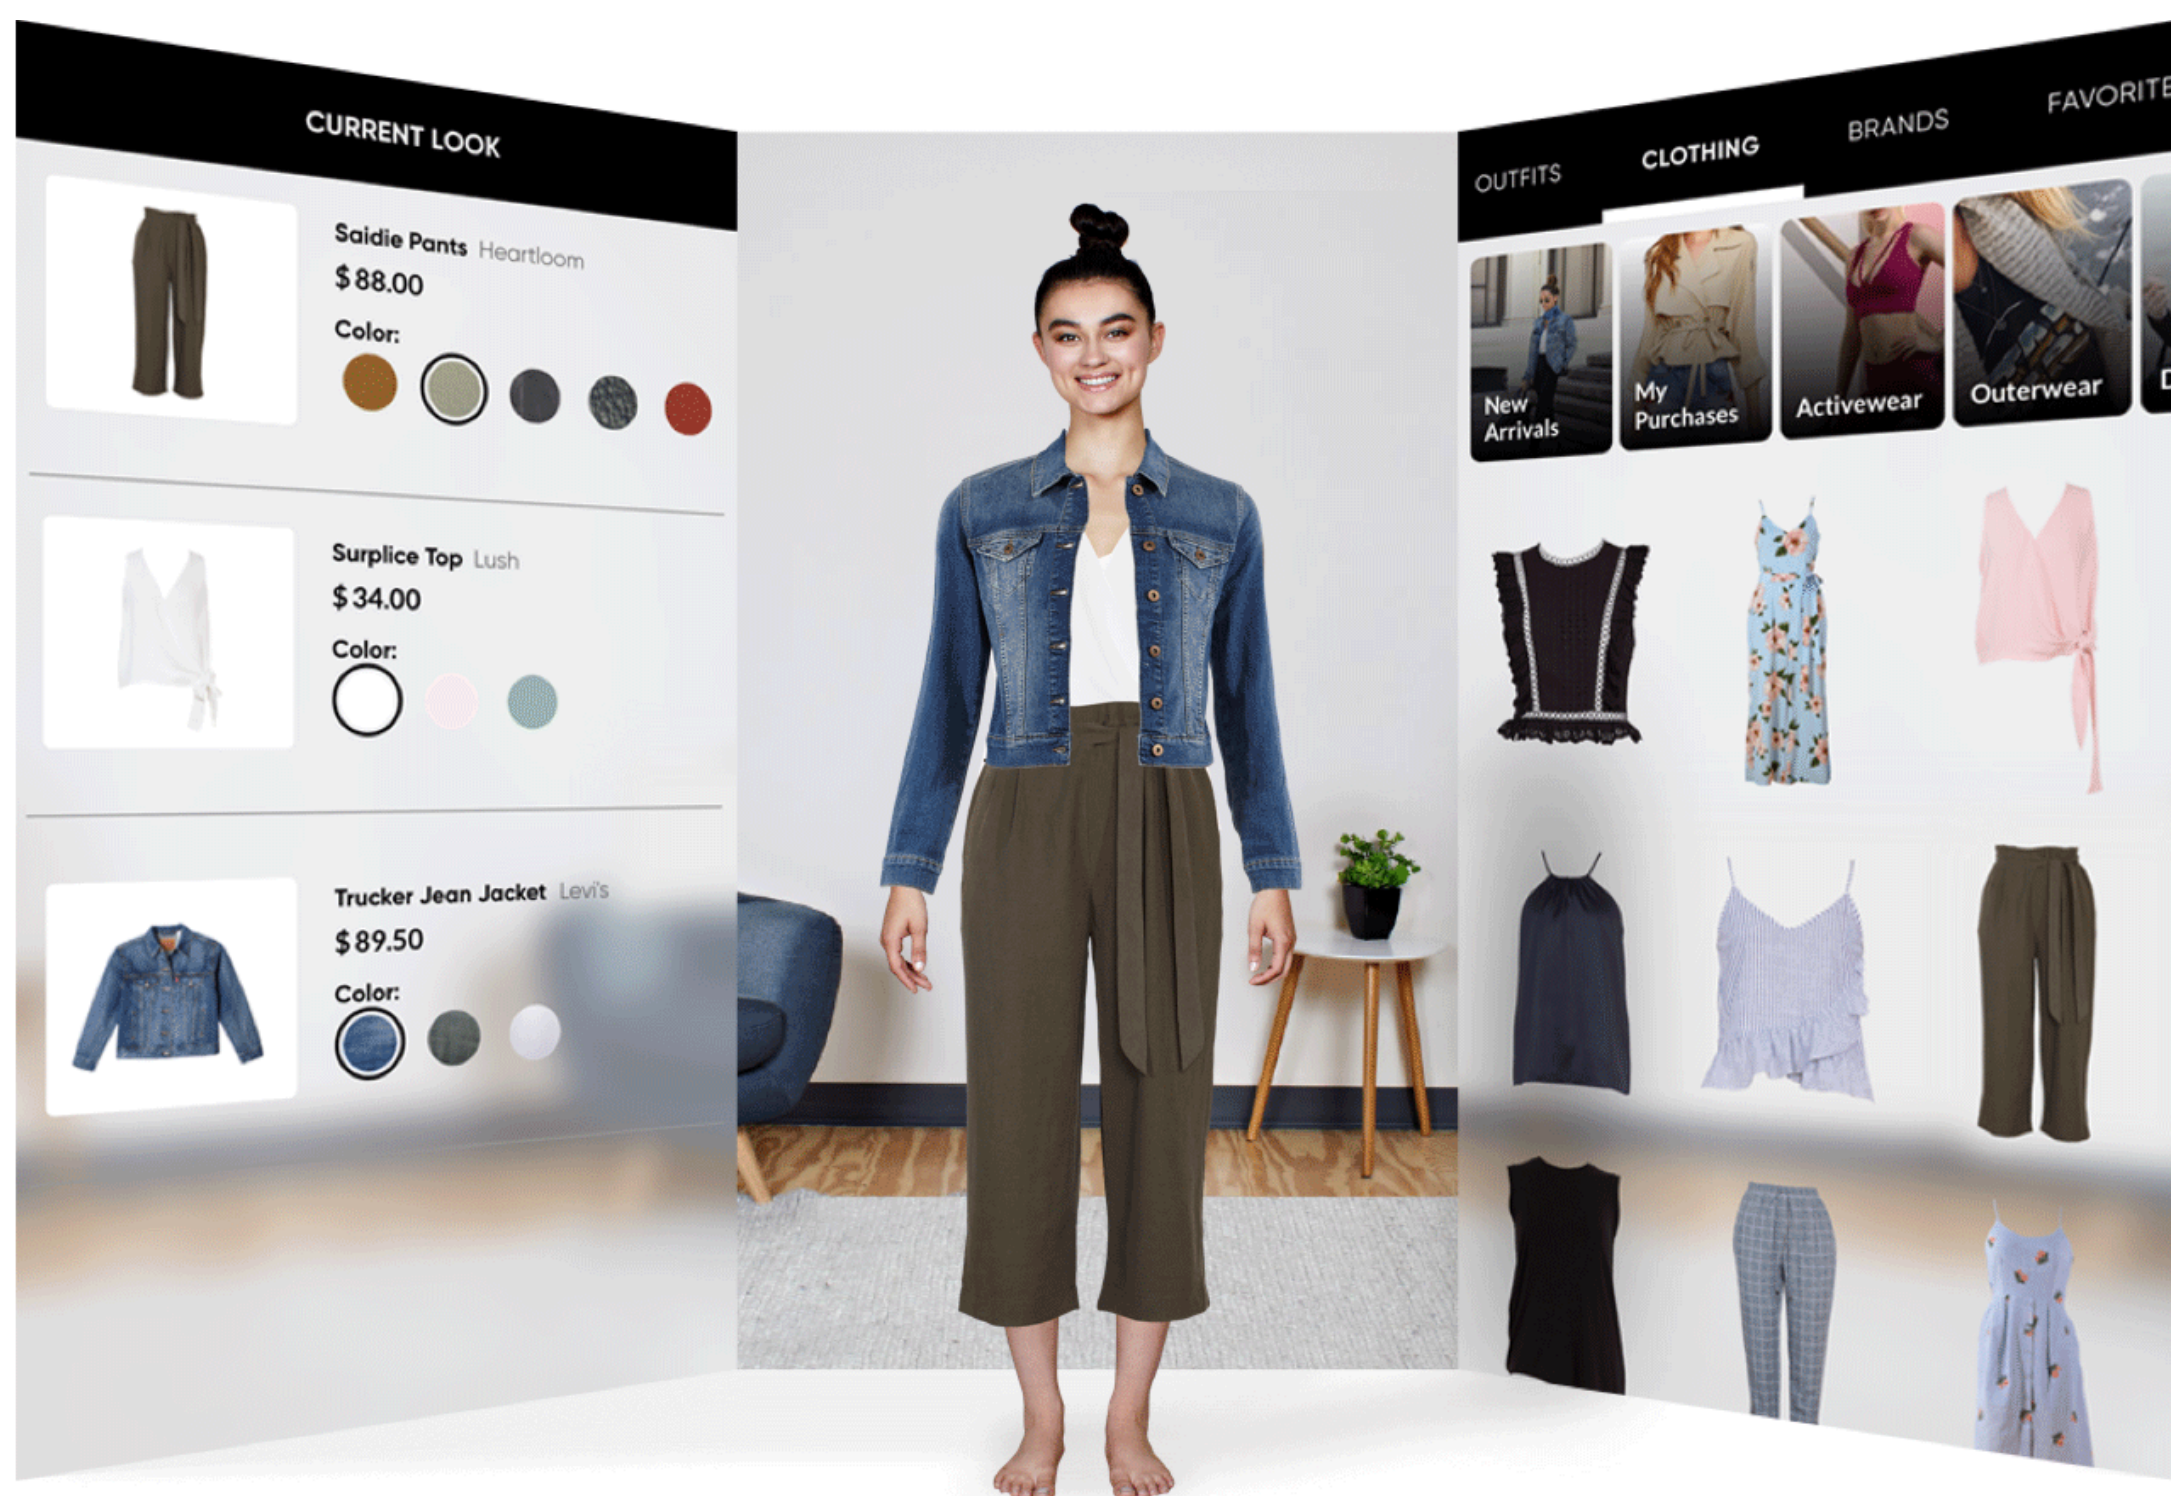 CURRENT LOOK
Saidie Pants Heartloom
$88.00
Color:
Surplice Top Lush
$34.00
Color:
Trucker Jean Jacket Levi's
$89.50
Color:
OUTFITS CLOTHING BRANDS FAVORITE
New
Arrivals
My
Purchases
Activewear
Outerwear
D